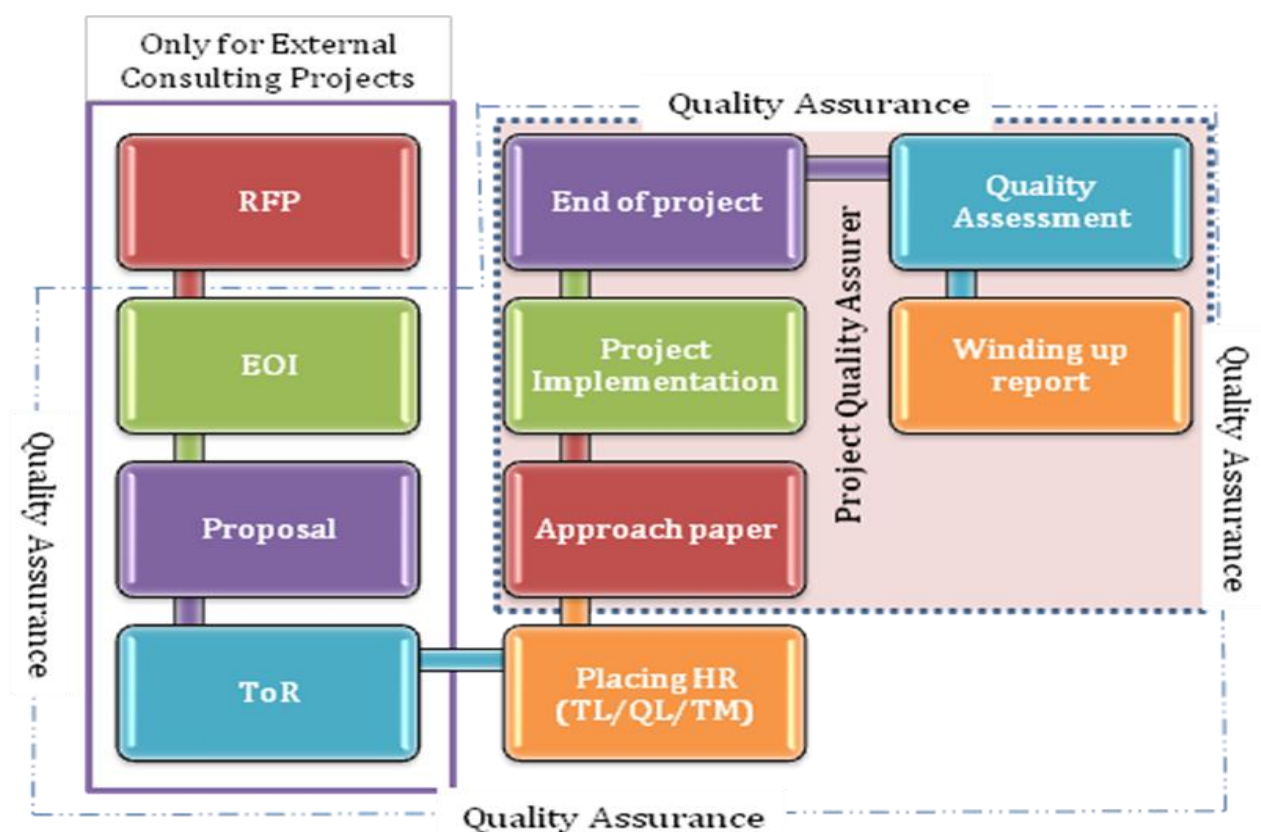 Only for External
Consulting Projects
RFP
EOI
Proposal
ToR
Quality Assurance
Quality Assurance
End of project
Project
Implementation
Approach paper
Placing HR
(TL/QL/TM)
Project Quality Assurer
Quality
Assessment
Winding up
report
Quality Assurance
Quality Assurance